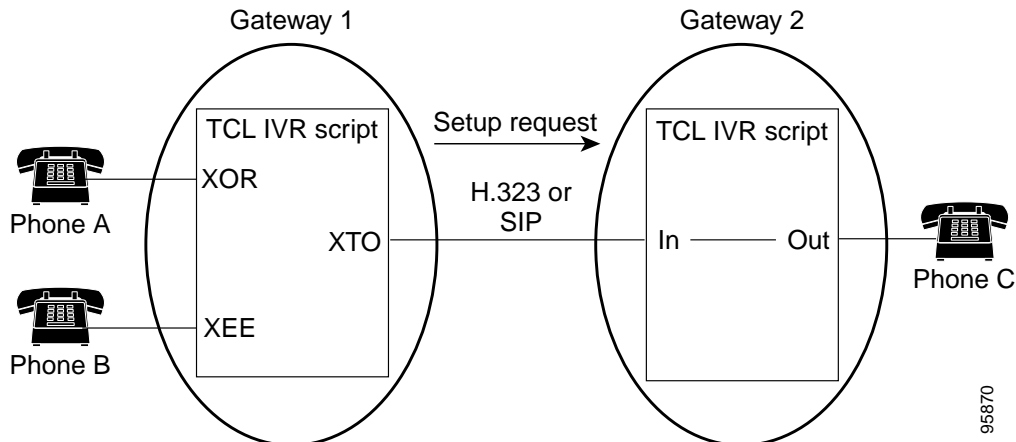 Gateway 1
Gateway 2
TCL IVR script
Setup request
TCL IVR script
XOR
Phone A
H.323 or
SIP
XTO
In
Out
Phone C
XEE
Phone B
95870